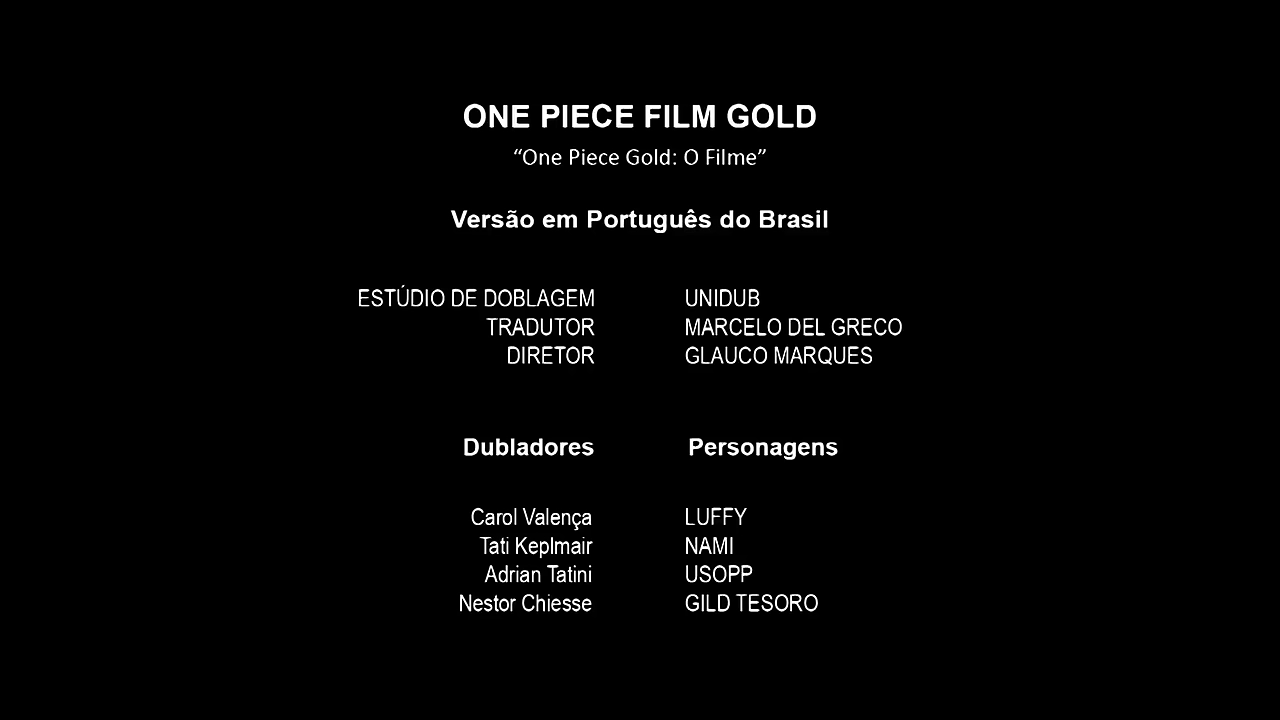 ONE PIECE FILM GOLD
“One Piece Gold: O Filme”
Versão em Português do Brasil
ESTÚDIO DE DOBLAGEM UNIDUB
TRADUTOR MARCELO DEL GRECO
DIRETOR GLAUCO MARQUES
Dubladores Personagens
Carol Valença LUFFY
Tati Keplmair NAMI
Adrian Tatini USOPP
Nestor Chiesse GILD TESORO